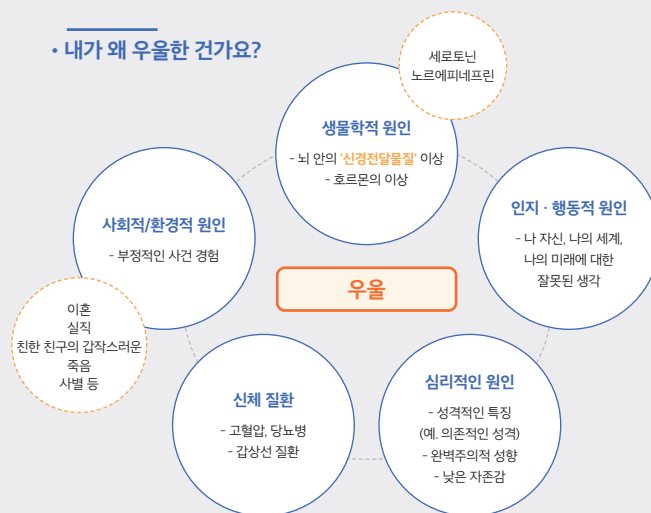 • 내가 왜 우울한 건가요?
세로토닌
노르에피네프린
생물학적 원인
- 뇌 안의 '신경전달물질' 이상
- 호르몬의 이상
사회적/환경적 원인
- 부정적인 사건 경험
이혼
실직
친한 친구의 갑작스러운
죽음
사별 등
인지 · 행동적 원인
- 나 자신, 나의 세계,
나의 미래에 대한
잘못된 생각
우울
신체 질환
- 고혈압, 당뇨병
- 갑상선 질환
심리적인 원인
- 성격적인 특징
(예. 의존적인 성격)
- 완벽주의적 성향
- 낮은 자존감